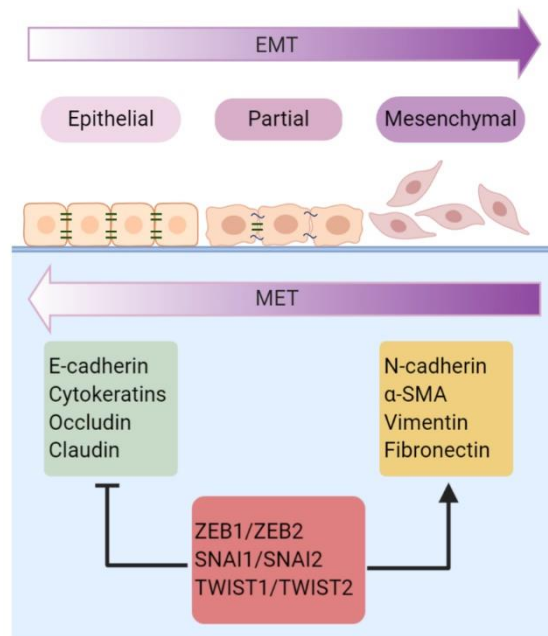 EMT
Epithelial
Partial
Mesenchymal
MET
E-cadherin
Cytokeratins
Occludin
Claudin
N-cadherin
α-SMA
Vimentin
Fibronectin
ZEB1/ZEB2
SNAI1/SNAI2
TWIST1/TWIST2